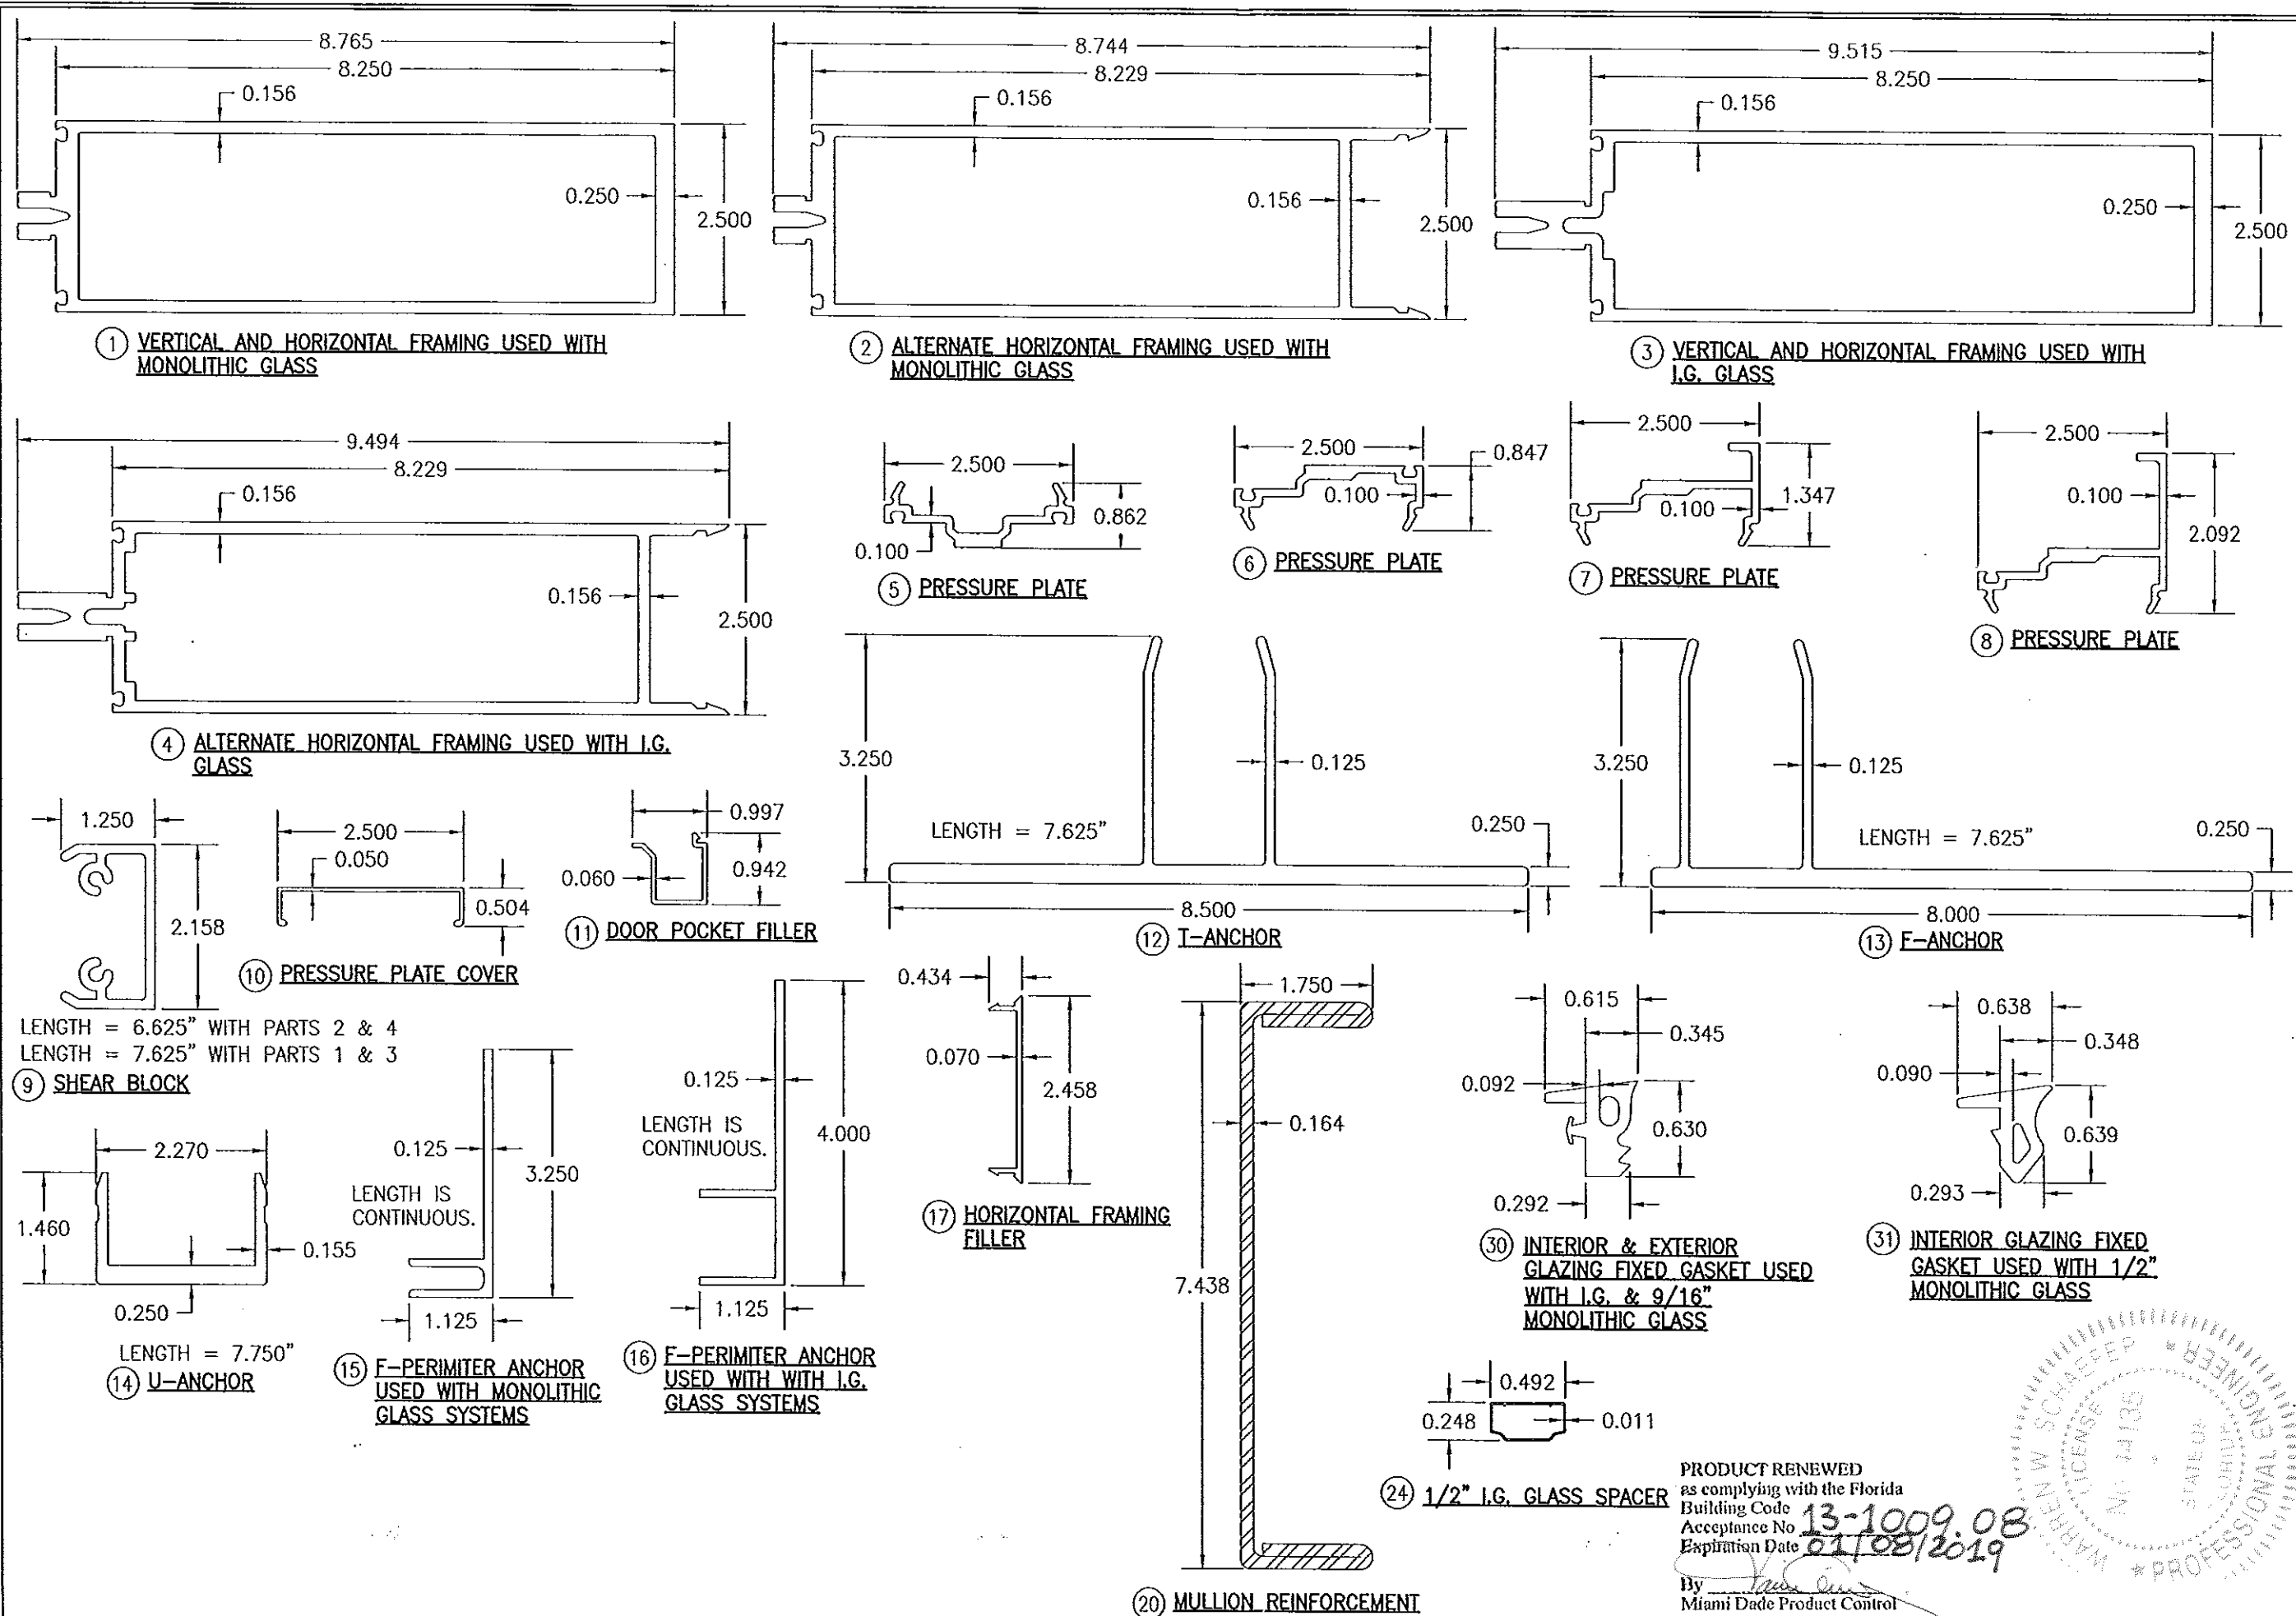 8.765
8.250
0.156
0.250
2.500
① VERTICAL AND HORIZONTAL FRAMING USED WITH
MONOLITHIC GLASS
8.744
8.229
0.156
0.156
2.500
② ALTERNATE HORIZONTAL FRAMING USED WITH
MONOLITHIC GLASS
9.515
8.250
0.156
0.250
2.500
③ VERTICAL AND HORIZONTAL FRAMING USED WITH
I.G. GLASS
9.494
8.229
0.156
0.156
2.500
④ ALTERNATE HORIZONTAL FRAMING USED WITH I.G.
GLASS
2.500
0.862
0.100
⑤ PRESSURE PLATE
2.500
0.847
0.100
⑥ PRESSURE PLATE
2.500
1.347
0.100
⑦ PRESSURE PLATE
2.500
0.100
2.092
⑧ PRESSURE PLATE
1.250
2.158
LENGTH = 6.625" WITH PARTS 2 & 4
LENGTH = 7.625" WITH PARTS 1 & 3
⑨ SHEAR BLOCK
2.500
0.050
0.504
⑩ PRESSURE PLATE COVER
0.997
0.060
0.942
⑪ DOOR POCKET FILLER
3.250
0.125
LENGTH = 7.625"
0.250
8.500
⑫ T-ANCHOR
3.250
0.125
LENGTH = 7.625"
0.250
8.000
⑬ F-ANCHOR
2.270
1.460
0.155
0.250
LENGTH = 7.750"
⑭ U-ANCHOR
0.125
3.250
LENGTH IS
CONTINUOUS.
1.125
⑮ F-PERIMITER ANCHOR
USED WITH MONOLITHIC
GLASS SYSTEMS
0.125
LENGTH IS
CONTINUOUS.
4.000
1.125
⑯ F-PERIMITER ANCHOR
USED WITH WITH I.G.
GLASS SYSTEMS
0.434
0.070
2.458
⑰ HORIZONTAL FRAMING
FILLER
1.750
0.164
7.438
⑳ MULLION REINFORCEMENT
0.615
0.345
0.092
0.630
0.292
㉚ INTERIOR & EXTERIOR
GLAZING FIXED GASKET USED
WITH I.G. & 9/16"
MONOLITHIC GLASS
0.638
0.348
0.090
0.639
0.293
㉛ INTERIOR GLAZING FIXED
GASKET USED WITH 1/2"
MONOLITHIC GLASS
0.492
0.248
0.011
㉔ 1/2" I.G. GLASS SPACER
PRODUCT RENEWED
as complying with the Florida
Building Code
Acceptance No 13-1009.08
Expiration Date 01/08/2019
By
Miami Dade Product Control
WARREN W SCHAEFER
* PROFESSIONAL ENGINEER *
LICENSE
No 44135
STATE OF